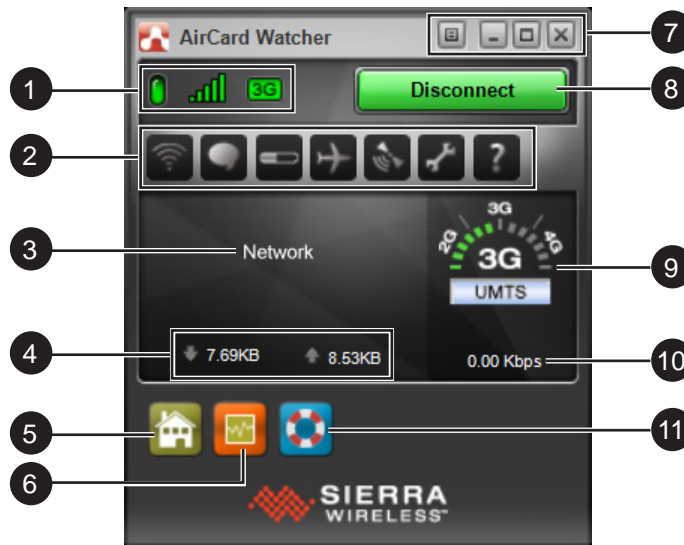 AirCard Watcher
7
1
3G
Disconnect
8
2
?
3
Network
2G
3G
4G
3G
UMTS
9
4
7.69KB
8.53KB
0.00 Kbps
10
5
6
11
SIERRA
WIRELESS™